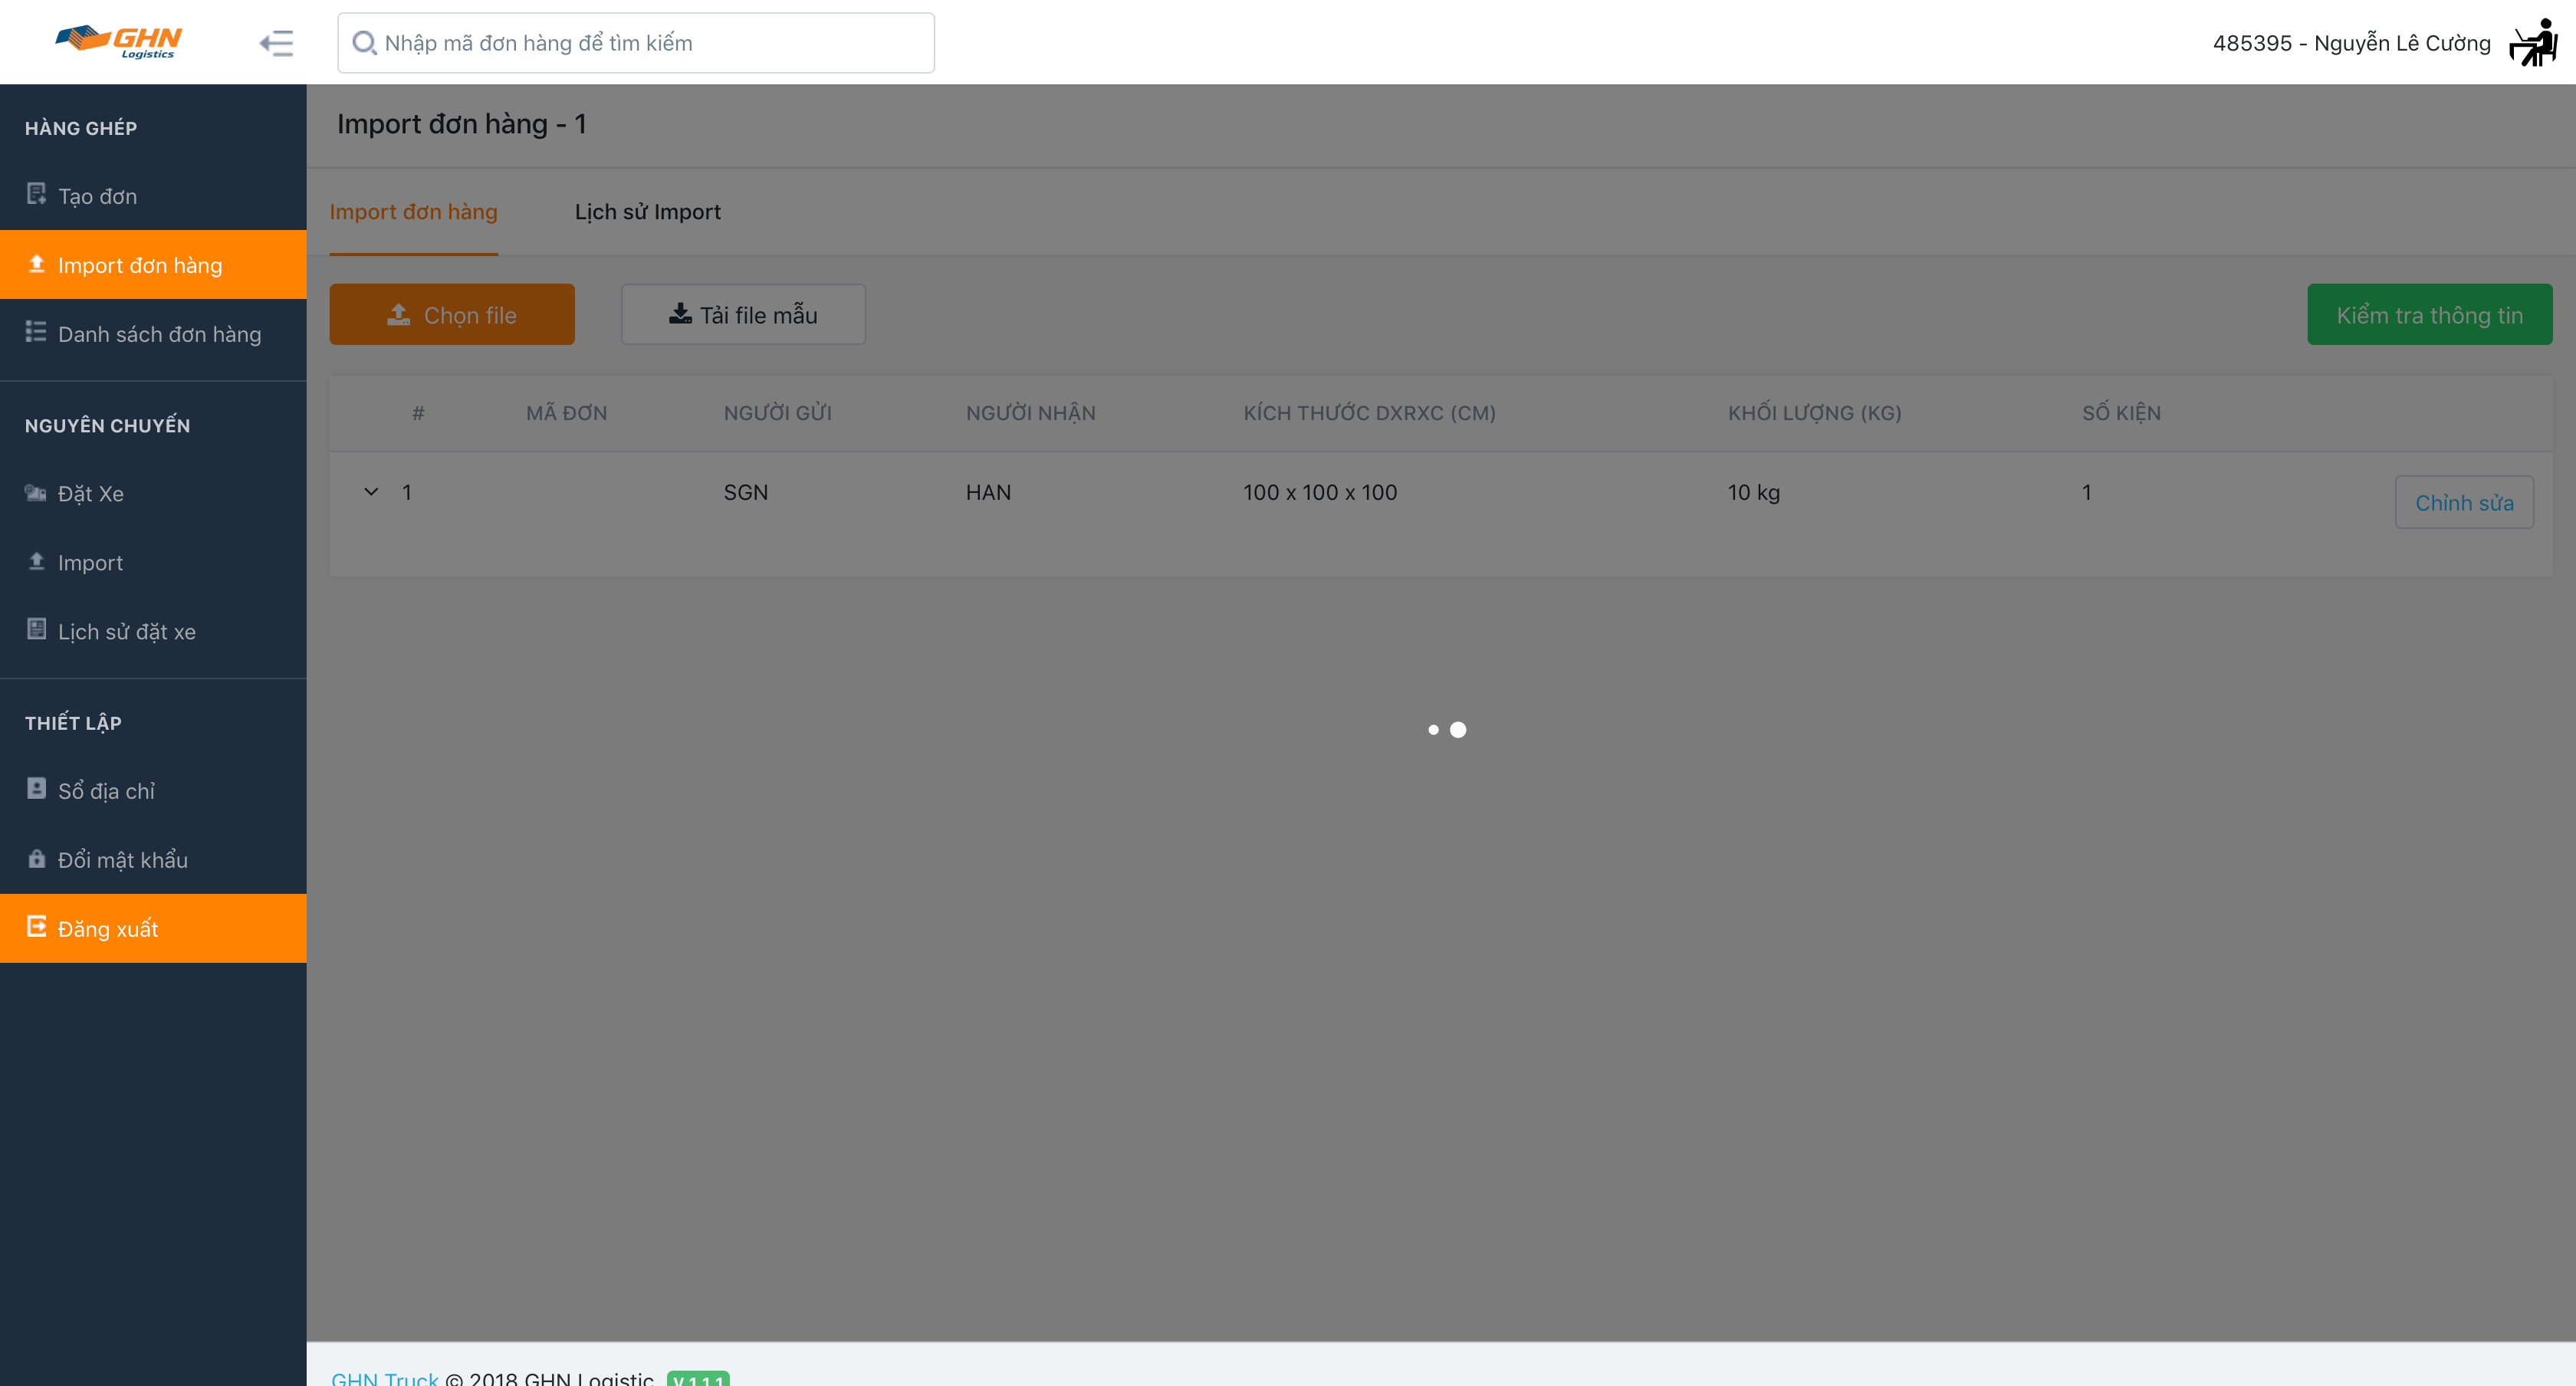 GHN
Logistics
Nhập mã đơn hàng để tìm kiếm
485395 - Nguyễn Lê Cường
HÀNG GHÉP
Tạo đơn
Import đơn hàng
Danh sách đơn hàng
NGUYÊN CHUYẾN
Đặt Xe
Import
Lịch sử đặt xe
THIẾT LẬP
Sổ địa chỉ
Đổi mật khẩu
Đăng xuất
Import đơn hàng - 1
Import đơn hàng Lịch sử Import
Chọn file Tải file mẫu Kiểm tra thông tin
# MÃ ĐƠN NGƯỜI GỬI NGƯỜI NHẬN KÍCH THƯỚC DXRXC (CM) KHỐI LƯỢNG (KG) SỐ KIỆN
1 SGN HAN 100 x 100 x 100 10 kg 1 Chỉnh sửa
GHN Truck © 2018 GHN Logistic V 1.1.1